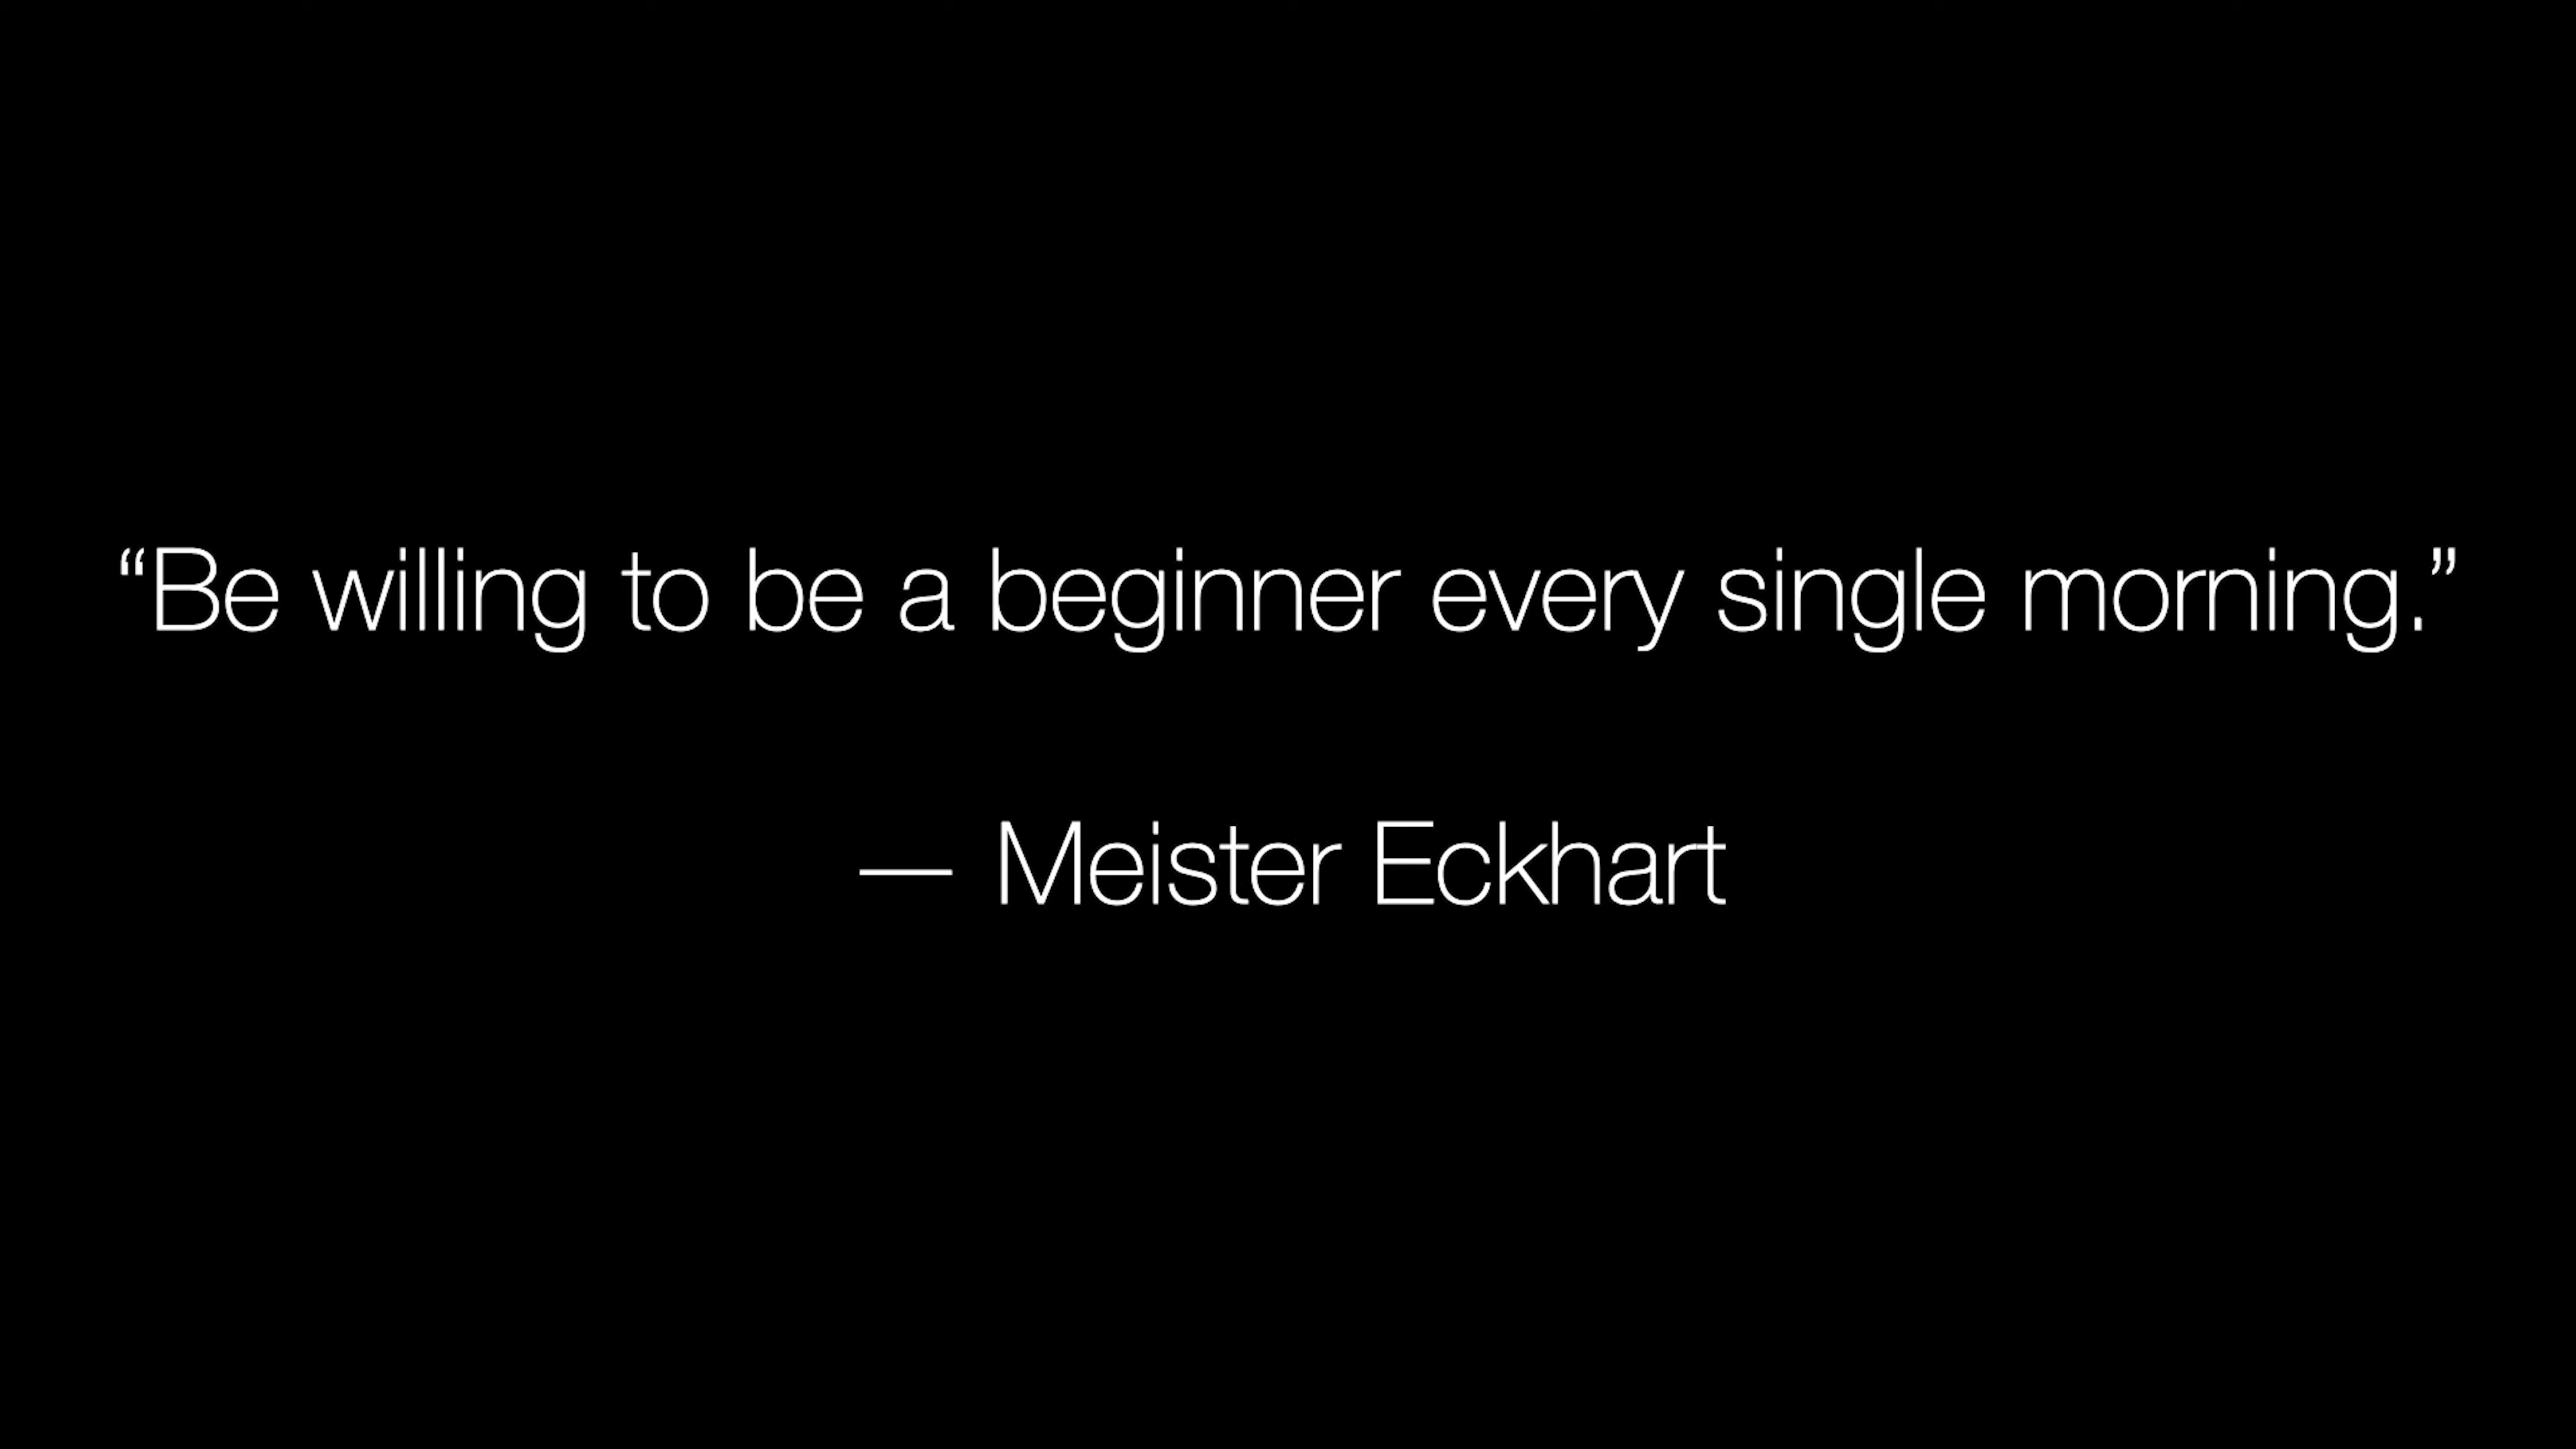 “Be willing to be a beginner every single morning.”
— Meister Eckhart